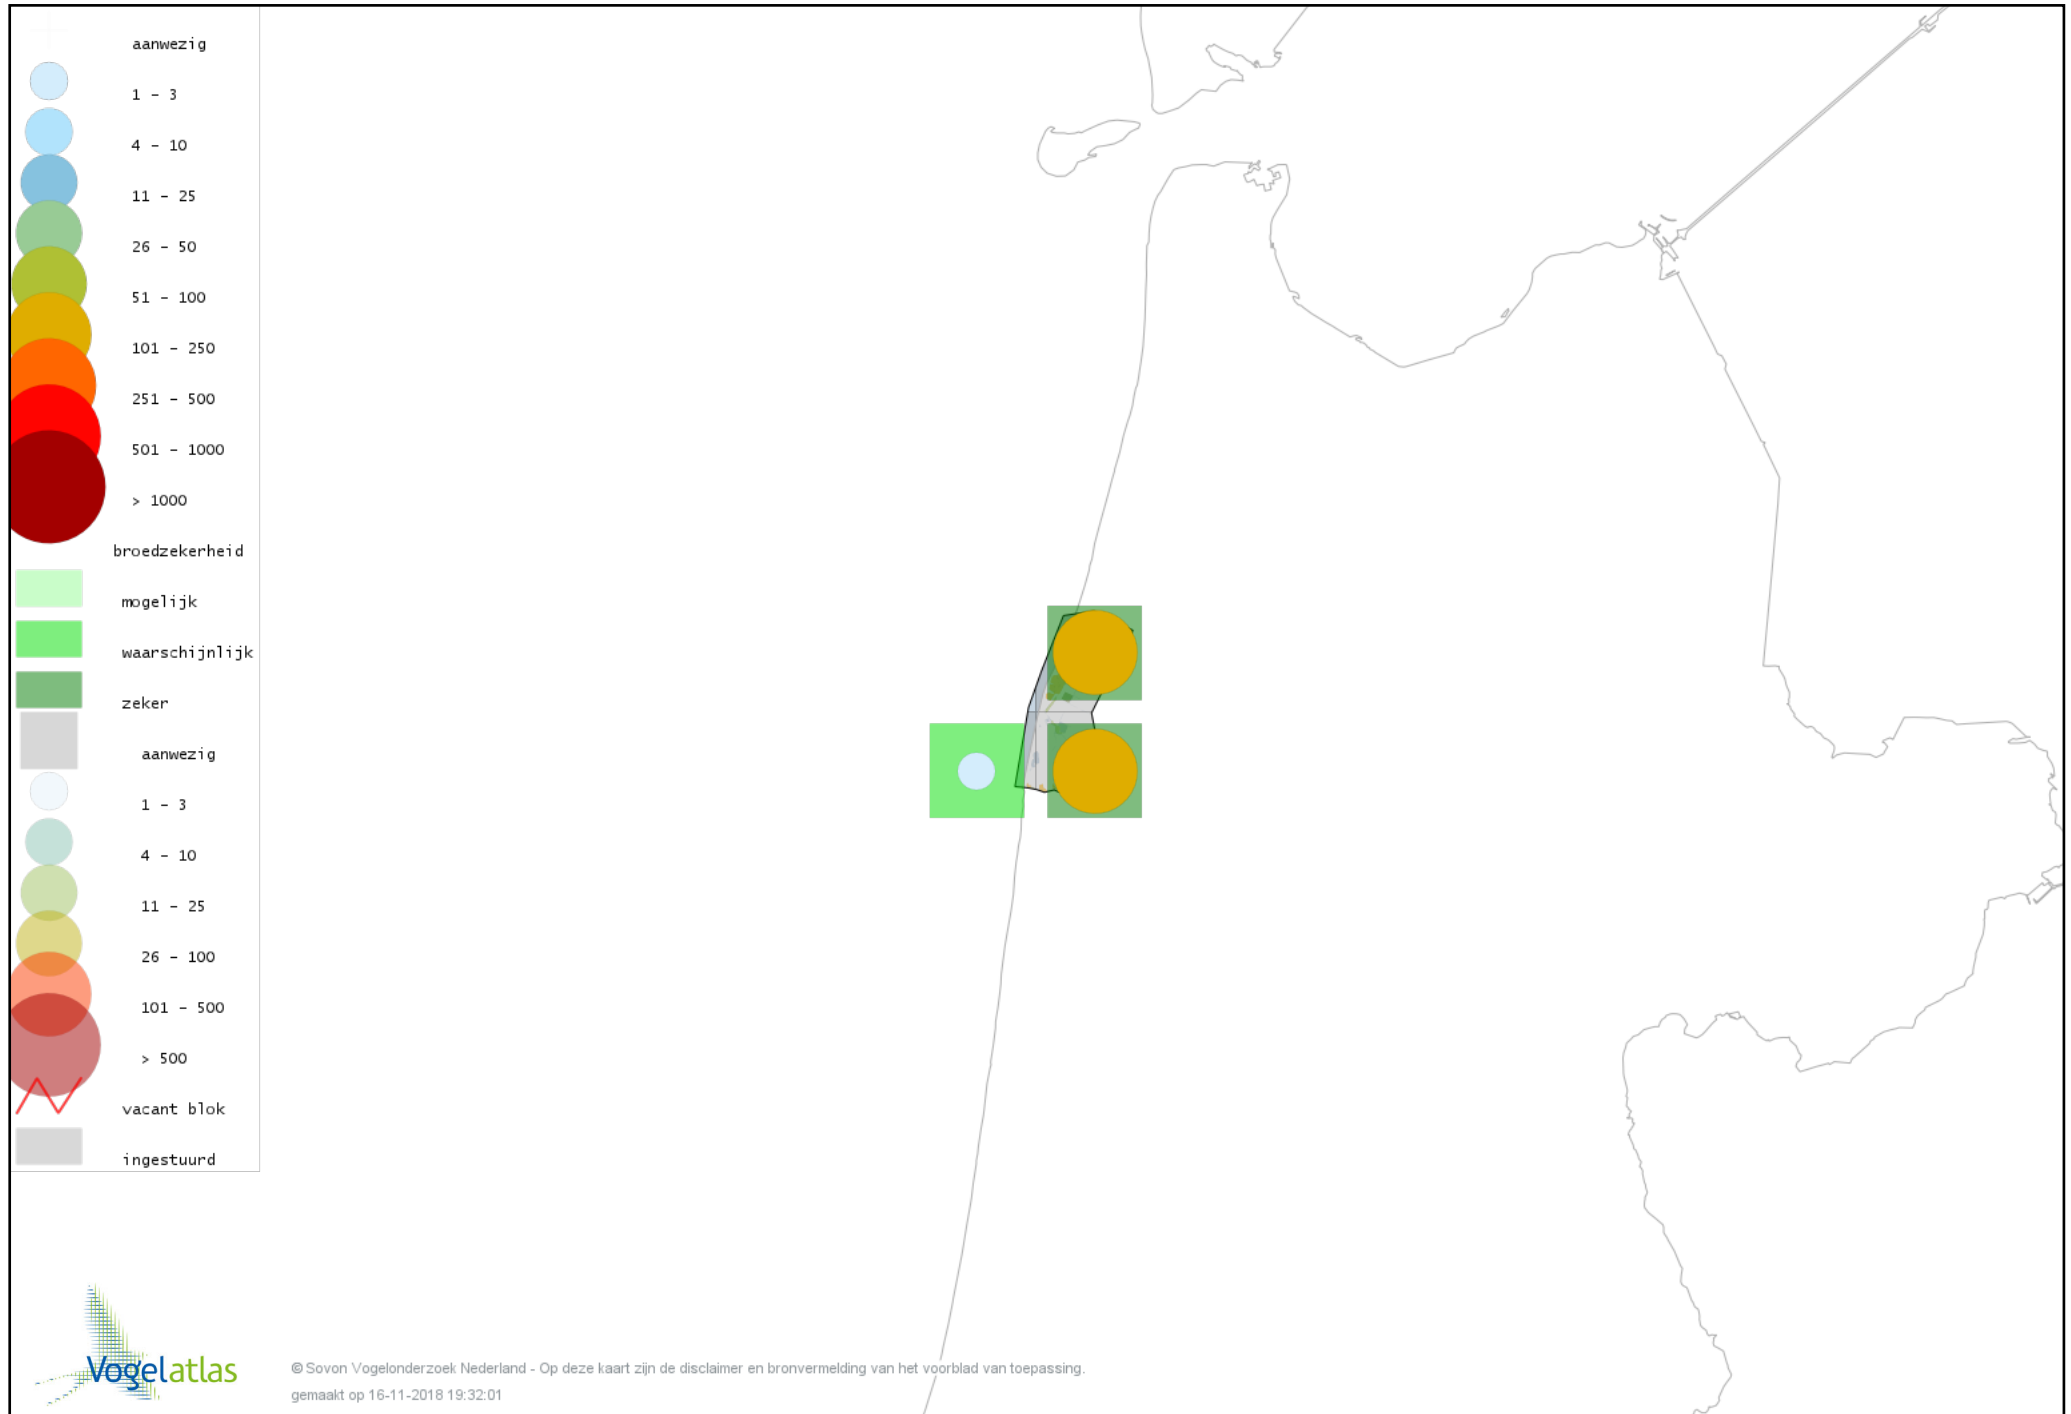 aanwezig
1 - 3
4 - 10
11 - 25
26 - 50
51 - 100
101 - 250
251 - 500
501 - 1000
> 1000
broedzekerheid
mogelijk
waarschijnlijk
zeker
aanwezig
1 - 3
4 - 10
11 - 25
26 - 100
101 - 500
> 500
vacant blok
ingestuurd
Vogelatlas
© Sovon Vogelonderzoek Nederland - Op deze kaart zijn de disclaimer en bronvermelding van het voorblad van toepassing.
gemaakt op 16-11-2018 19:32:01